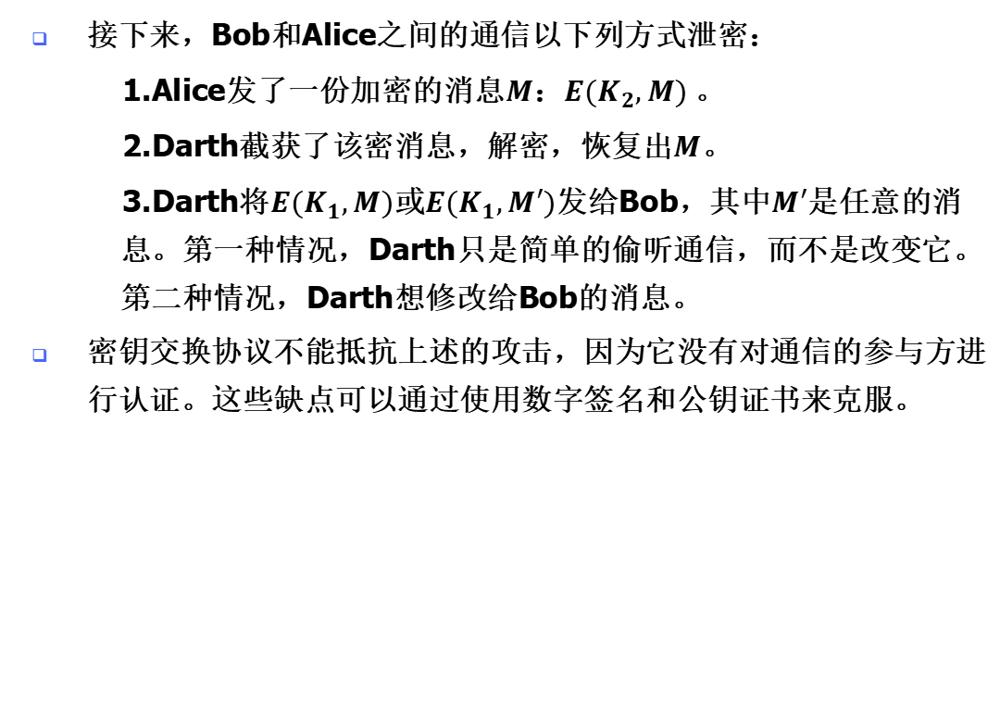 接下来，Bob和Alice之间的通信以下列方式泄密：
1.Alice发了一份加密的消息M：E(K₂, M) 。
2.Darth截获了该密消息，解密，恢复出M。
3.Darth将E(K₁, M)或E(K₁, M′)发给Bob，其中M′是任意的消
息。第一种情况，Darth只是简单的偷听通信，而不是改变它。
第二种情况，Darth想修改给Bob的消息。
密钥交换协议不能抵抗上述的攻击，因为它没有对通信的参与方进
行认证。这些缺点可以通过使用数字签名和公钥证书来克服。